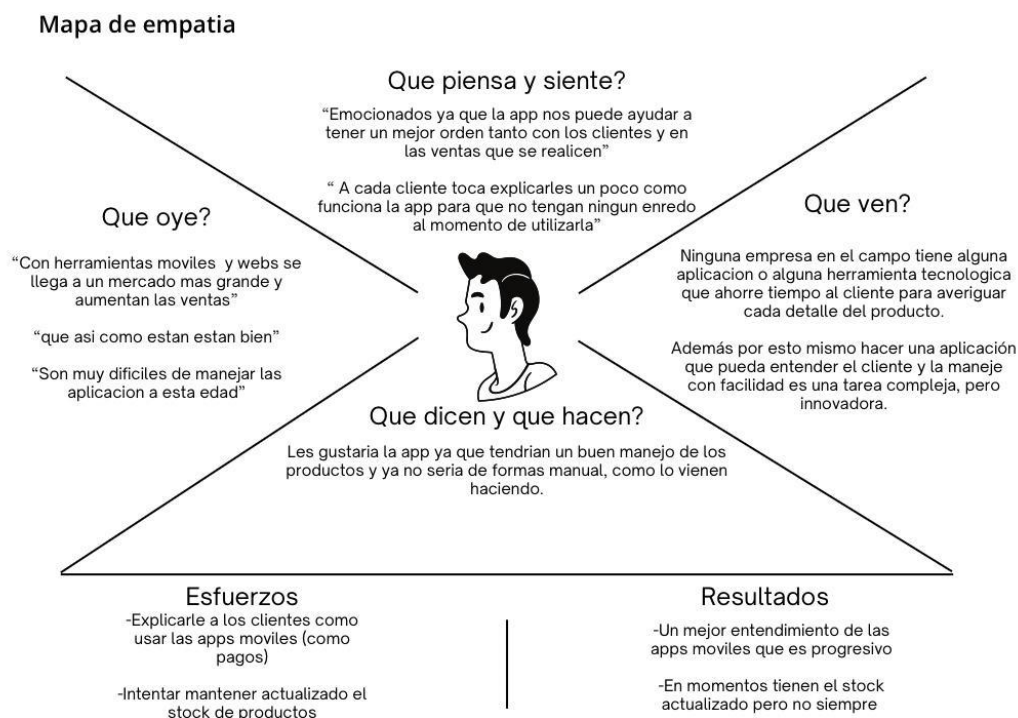 Mapa de empatia
Que piensa y siente?
“Emocionados ya que la app nos puede ayudar a
tener un mejor orden tanto con los clientes y en
las ventas que se realicen”
“ A cada cliente toca explicarles un poco como
funciona la app para que no tengan ningun enredo
al momento de utilizarla”
Que oye?
“Con herramientas moviles y webs se
llega a un mercado mas grande y
aumentan las ventas”
“que asi como estan estan bien”
“Son muy dificiles de manejar las
aplicacion a esta edad”
Que ven?
Ninguna empresa en el campo tiene alguna
aplicacion o alguna herramienta tecnologica
que ahorre tiempo al cliente para averiguar
cada detalle del producto.
Además por esto mismo hacer una aplicación
que pueda entender el cliente y la maneje
con facilidad es una tarea compleja, pero
innovadora.
Que dicen y que hacen?
Les gustaria la app ya que tendrian un buen manejo de los
productos y ya no seria de formas manual, como lo vienen
haciendo.
Esfuerzos
-Explicarle a los clientes como
usar las apps moviles (como
pagos)
-Intentar mantener actualizado el
stock de productos
Resultados
-Un mejor entendimiento de las
apps moviles que es progresivo
-En momentos tienen el stock
actualizado pero no siempre